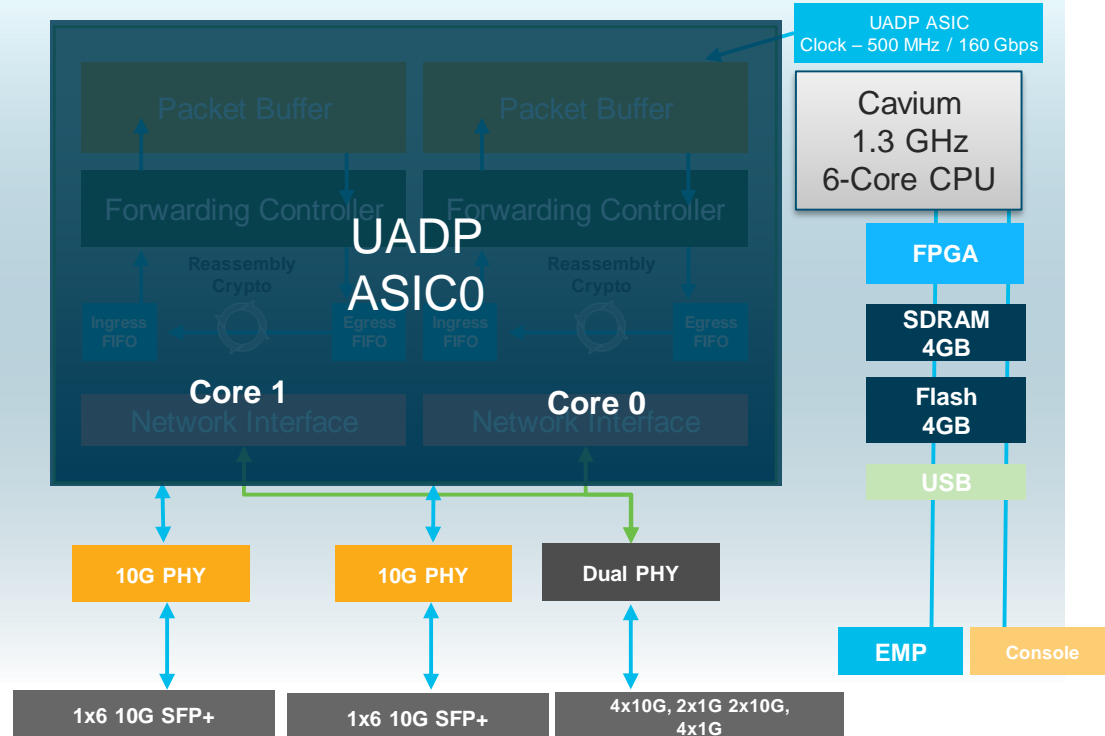 UADP ASIC
Clock – 500 MHz / 160 Gbps
Packet Buffer
Packet Buffer
Cavium
1.3 GHz
6-Core CPU
Forwarding Controller
Forwarding Controller
UADP
ASIC0
FPGA
Reassembly
Crypto
Reassembly
Crypto
Ingress
FIFO
Egress
FIFO
Ingress
FIFO
Egress
FIFO
SDRAM
4GB
Core 1
Core 0
Flash
4GB
Network Interface
Network Interface
USB
10G PHY
10G PHY
Dual PHY
EMP
Console
1x6 10G SFP+
1x6 10G SFP+
4x10G, 2x1G 2x10G,
4x1G